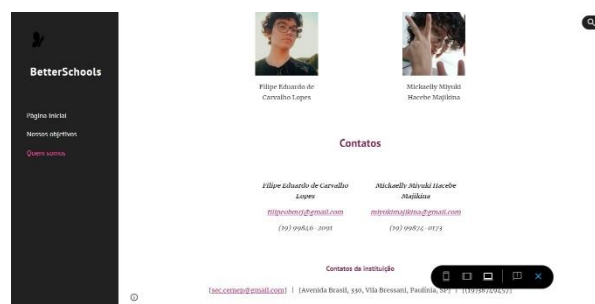 BetterSchools
Página inicial
Nossos objetivos
Quem somos
Filipe Eduardo de
Carvalho Lopes
Mickaelly Miyuki
Hacebe Majikina
Contatos
Filipe Eduardo de Carvalho
Lopes
filipeobmrj@gmail.com
(19) 99846-2091
Mickaelly Miyuki Hacebe
Majikina
miyukimajikina@gmail.com
(19) 99874-0173
Contatos da instituição
[sec.cemep@gmail.com] | [Avenida Brasil, 330, Vila Bressani, Paulínia, SP] | [(19)38749457]